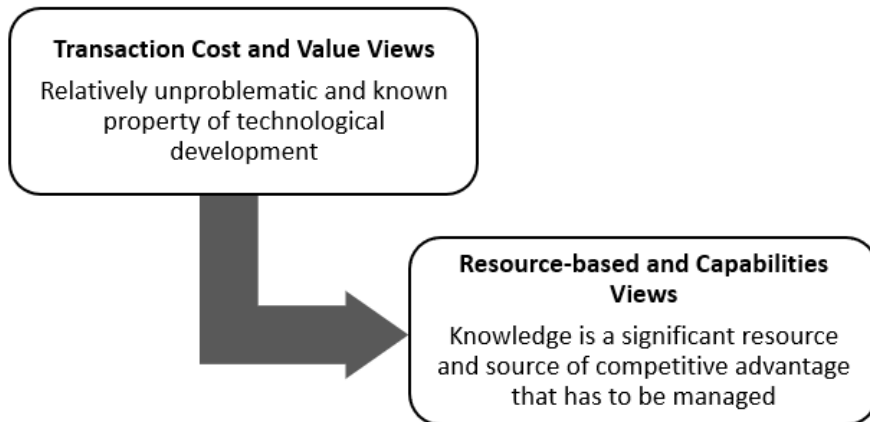 Transaction Cost and Value Views
Relatively unproblematic and known
property of technological
development
Resource-based and Capabilities
Views
Knowledge is a significant resource
and source of competitive advantage
that has to be managed